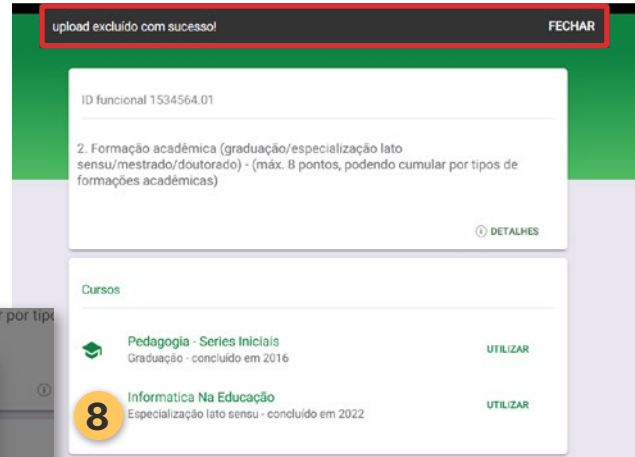 upload excluído com sucesso!
FECHAR
ID funcional 1534564.01
2. Formação acadêmica (graduação/especialização lato
sensu/mestrado/doutorado) - (máx. 8 pontos, podendo cumular por tipos de
formações acadêmicas)
DETALHES
Cursos
r por tipo
Pedagogia - Series Iniciais
UTILIZAR
Graduação - concluído em 2016
8
Informatica Na Educação
UTILIZAR
Especialização lato sensu - concluído em 2022